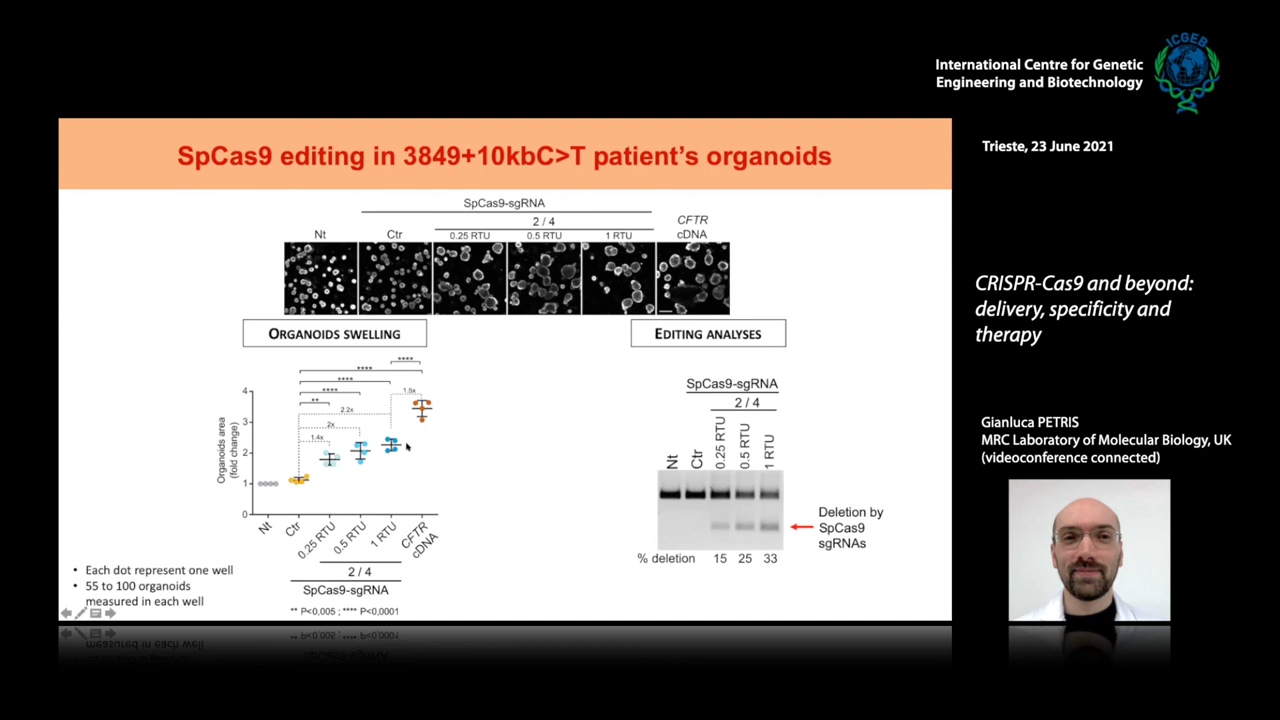 International Centre for Genetic
Engineering and Biotechnology
ICGEB
Trieste, 23 June 2021
CRISPR-Cas9 and beyond:
delivery, specificity and
therapy
Gianluca PETRIS
MRC Laboratory of Molecular Biology, UK
(videoconference connected)
SpCas9 editing in 3849+10kbC>T patient's organoids
SpCas9-sgRNA
2 / 4
CFTR
cDNA
Nt
Ctr
0.25 RTU
0.5 RTU
1 RTU
ORGANOIDS SWELLING
****
****
****
****
**
1.5x
2.2x
2x
1.4x
Organoids area
(fold change)
4
3
2
1
0
Nt
Ctr
0.25 RTU
0.5 RTU
1 RTU
CFTR
cDNA
2 / 4
SpCas9-sgRNA
** P<0,005 ; **** P<0,0001
• Each dot represent one well
• 55 to 100 organoids
measured in each well
EDITING ANALYSES
SpCas9-sgRNA
2 / 4
Nt
Ctr
0.25 RTU
0.5 RTU
1 RTU
Deletion by
SpCas9
sgRNAs
% deletion 15 25 33